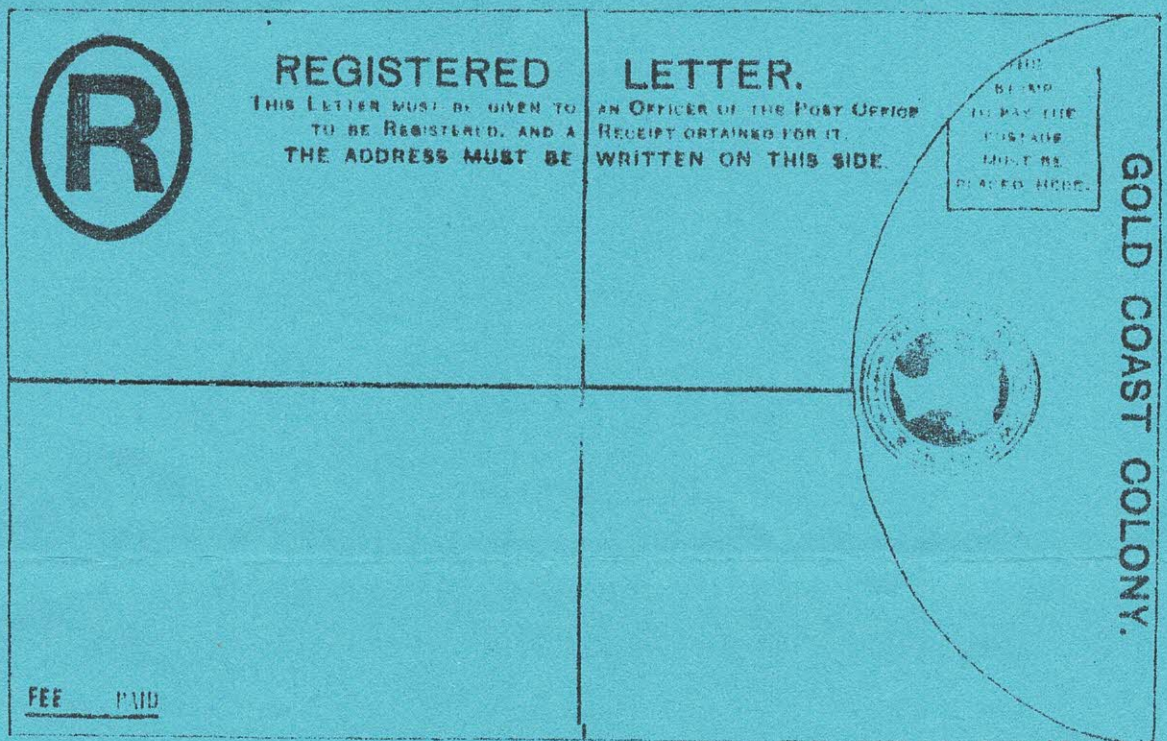 R
REGISTERED LETTER.
THIS LETTER MUST BE GIVEN TO AN OFFICER OF THE POST OFFICE
TO BE REGISTERED, AND A RECEIPT OBTAINED FOR IT.
THE ADDRESS MUST BE WRITTEN ON THIS SIDE.
THE
STAMP
TO PAY THE
POSTAGE
MUST BE
PLACED HERE.
GOLD COAST COLONY.
FEE PAID